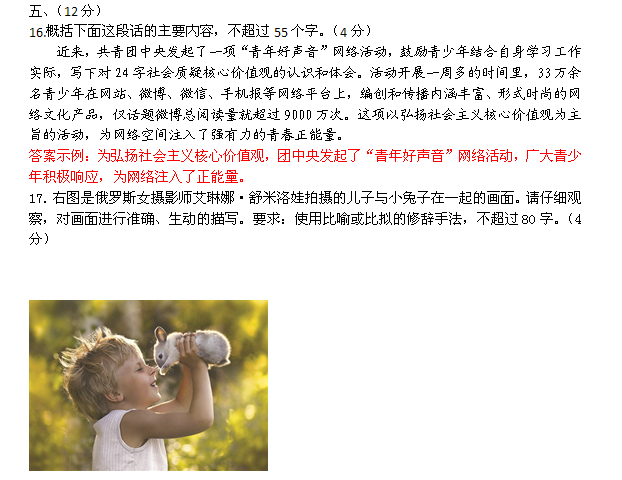 五、（12分）
16.概括下面这段话的主要内容，不超过 55个字。（4分）
近来，共青团中央发起了一项“青年好声音”网络活动，鼓励青少年结合自身学习工作
实际，写下对 24 字社会质疑核心价值观的认识和体会。活动开展一周多的时间里，33万余
名青少年在网站、微博、微信、手机报等网络平台上，编创和传播内涵丰富、形式时尚的网
络文化产品，仅话题微博总阅读量就超过 9000 万次。这项以弘扬社会主义核心价值观为主
旨的活动，为网络空间注入了强有力的青春正能量。
答案示例：为弘扬社会主义核心价值观，团中央发起了“青年好声音”网络活动，广大青少
年积极响应，为网络注入了正能量。
17. 右图是俄罗斯女摄影师艾琳娜·舒米洛娃拍摄的儿子与小兔子在一起的画面。请仔细观
察，对画面进行准确、生动的描写。要求：使用比喻或比拟的修辞手法，不超过 80 字。（4
分）